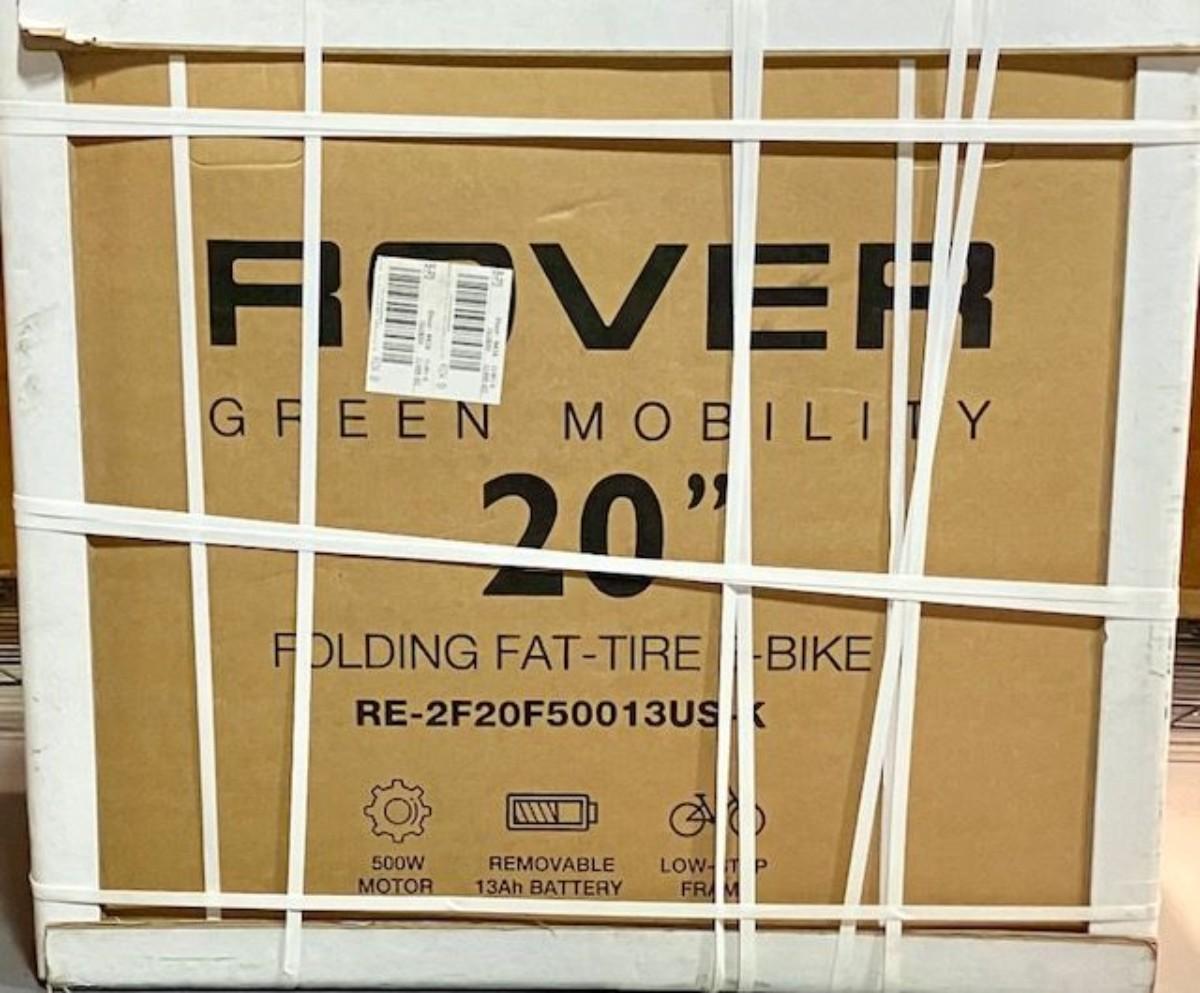 ROVER
GREEN MOBILITY
20”
FOLDING FAT-TIRE E-BIKE
RE-2F20F50013US-K
500W
MOTOR
REMOVABLE
13Ah BATTERY
LOW-STEP
FRAME